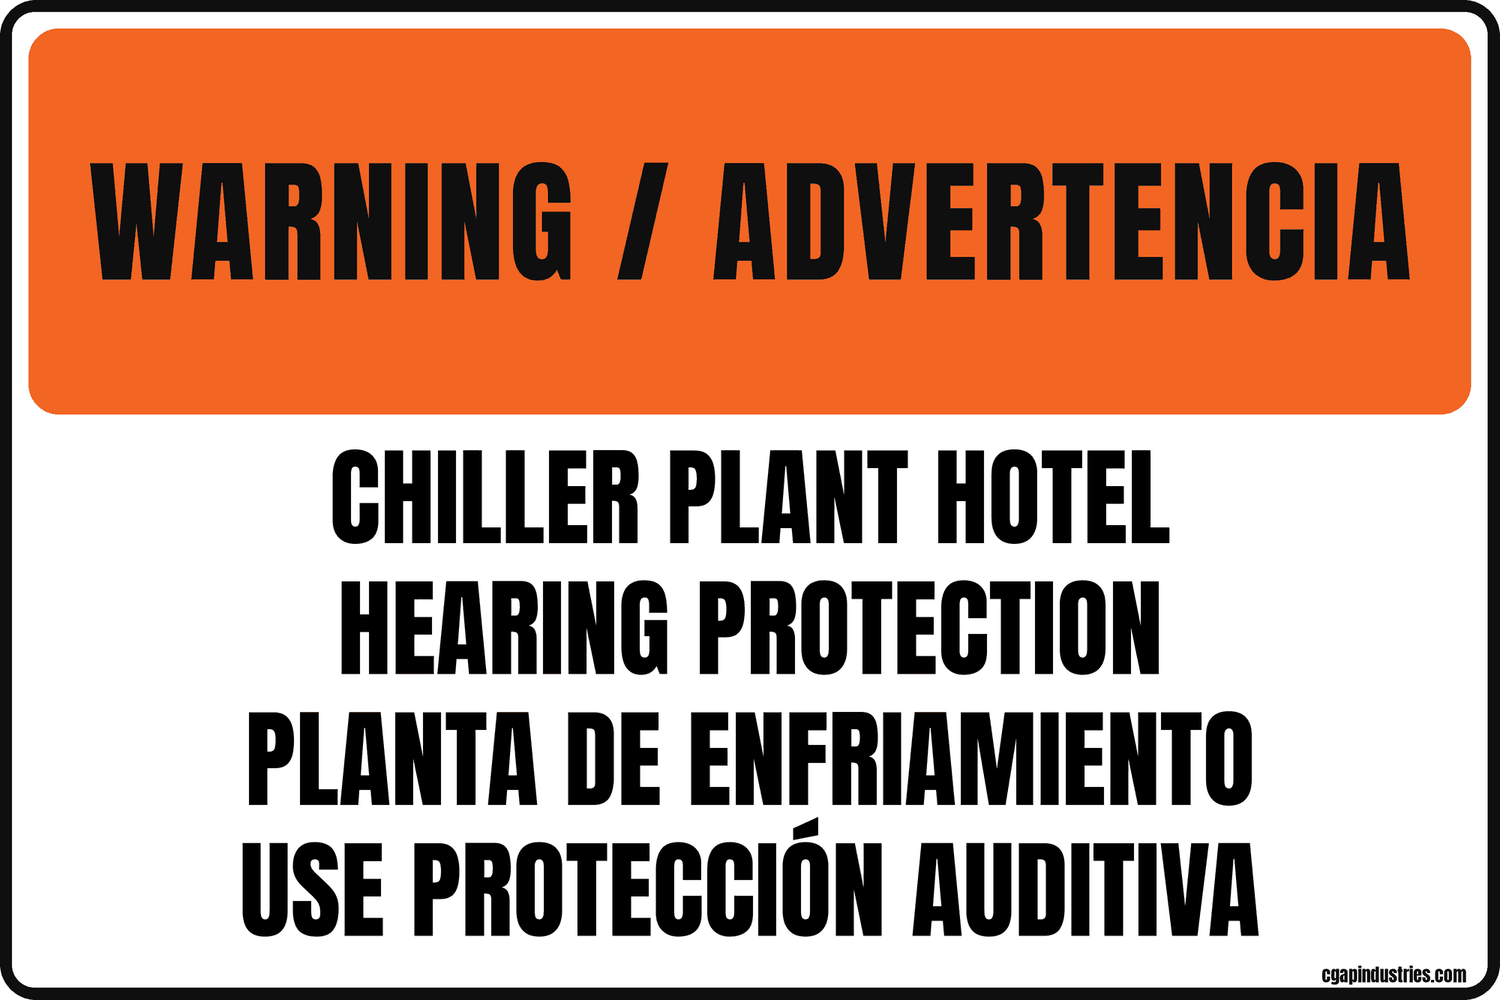 WARNING / ADVERTENCIA
CHILLER PLANT HOTEL
HEARING PROTECTION
PLANTA DE ENFRIAMIENTO
USE PROTECCIÓN AUDITIVA
cgapindustries.com